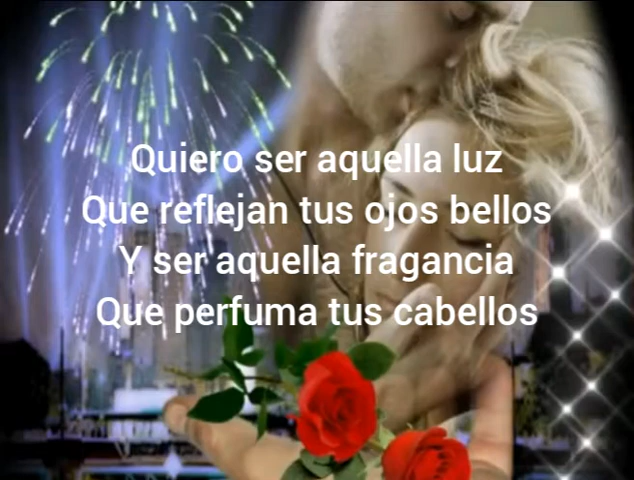 Quiero ser aquella luz
Que reflejan tus ojos bellos
Y ser aquella fragancia
Que perfuma tus cabellos